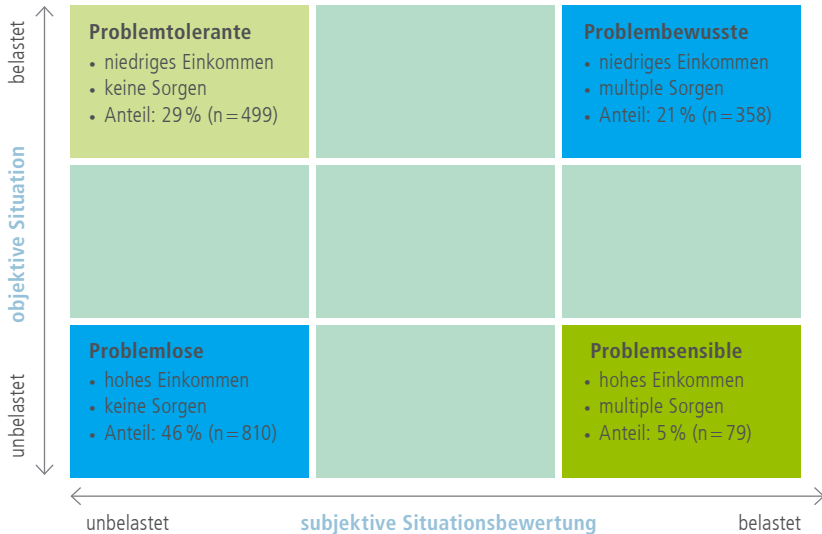 belastet
objektive Situation
unbelastet
Problemtolerante
• niedriges Einkommen
• keine Sorgen
• Anteil: 29 % (n = 499)
Problembewusste
• niedriges Einkommen
• multiple Sorgen
• Anteil: 21 % (n = 358)
Problemlose
• hohes Einkommen
• keine Sorgen
• Anteil: 46 % (n = 810)
Problemsensible
• hohes Einkommen
• multiple Sorgen
• Anteil: 5 % (n = 79)
unbelastet
subjektive Situationsbewertung
belastet